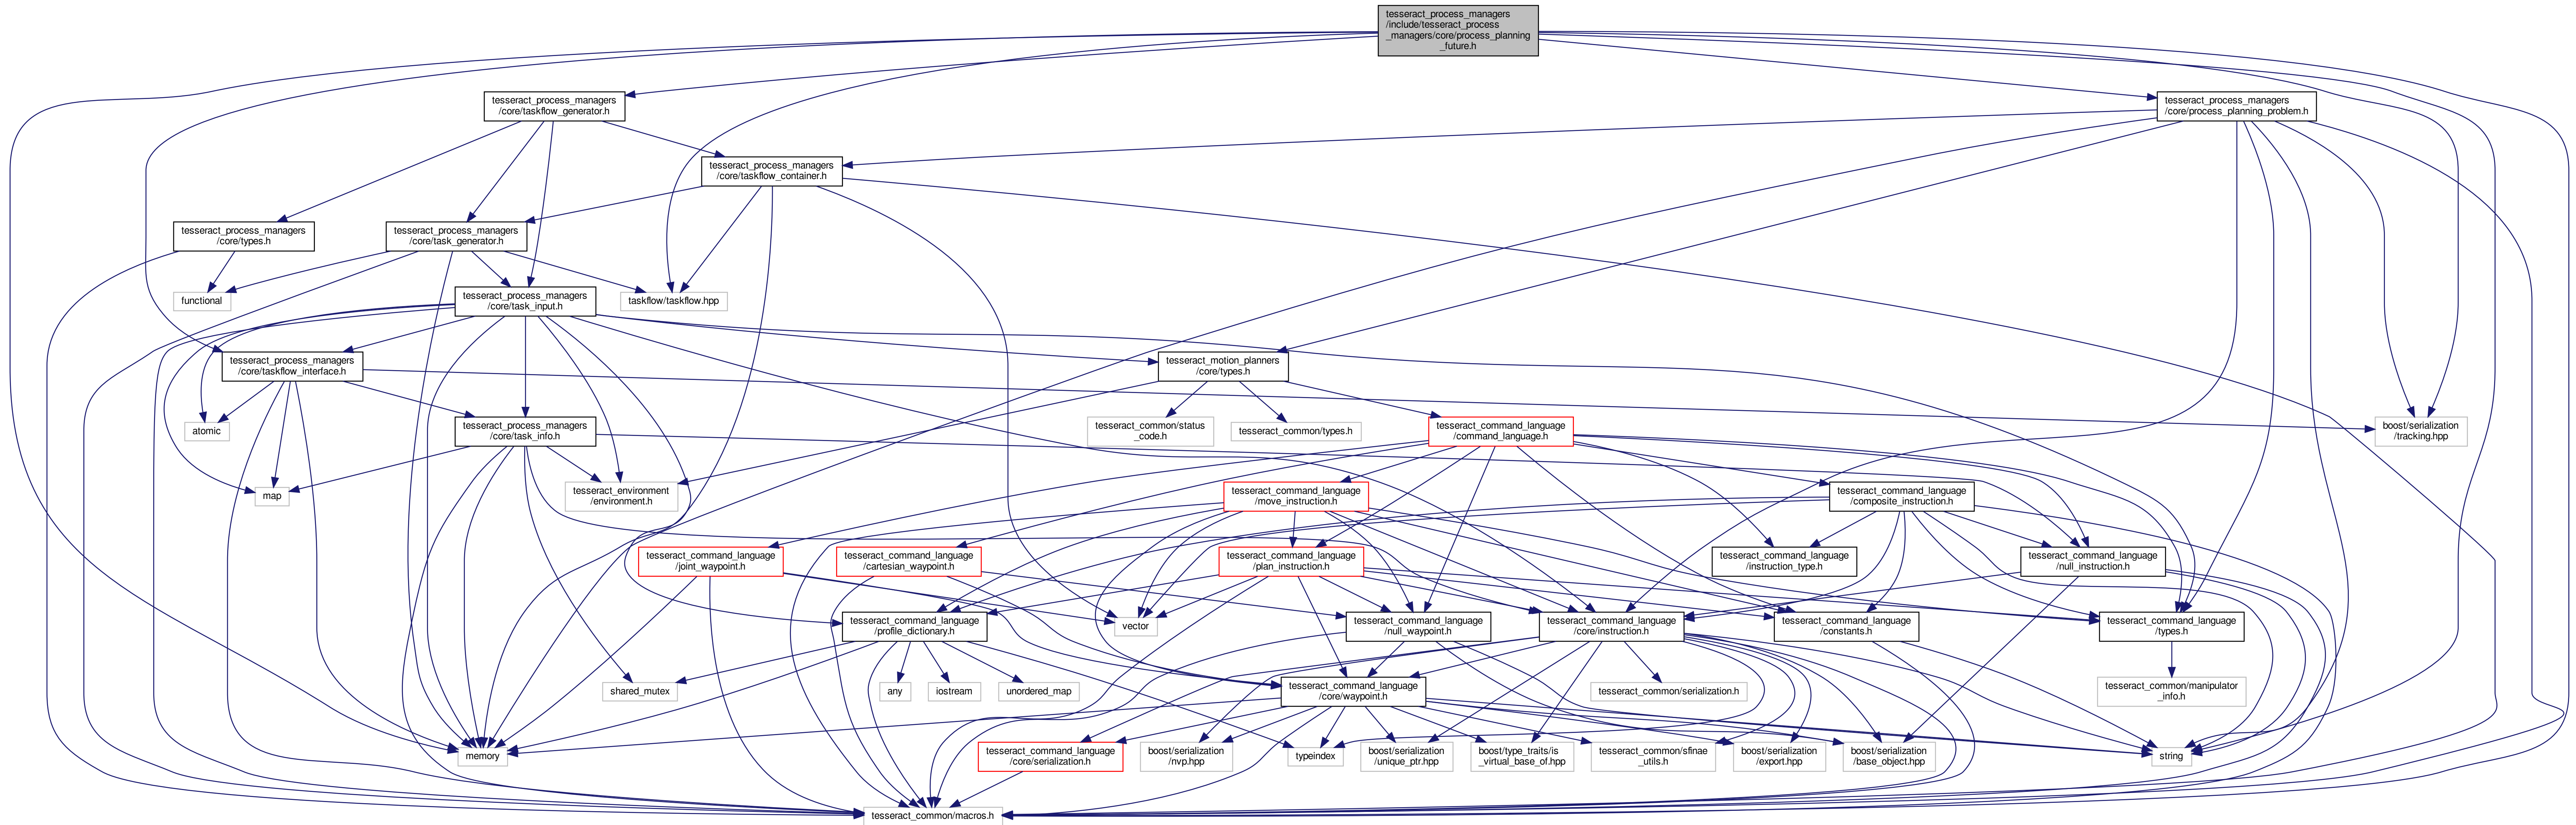 tesseract_process_managers
/include/tesseract_process
_managers/core/process_planning
_future.h
tesseract_process_managers
/core/taskflow_generator.h
tesseract_process_managers
/core/process_planning_problem.h
tesseract_process_managers
/core/taskflow_container.h
tesseract_process_managers
/core/types.h
tesseract_process_managers
/core/task_generator.h
functional
tesseract_process_managers
/core/task_input.h
taskflow/taskflow.hpp
tesseract_process_managers
/core/taskflow_interface.h
tesseract_motion_planners
/core/types.h
atomic
tesseract_process_managers
/core/task_info.h
tesseract_common/status
_code.h
tesseract_common/types.h
tesseract_command_language
/command_language.h
boost/serialization
/tracking.hpp
map
tesseract_environment
/environment.h
tesseract_command_language
/move_instruction.h
tesseract_command_language
/composite_instruction.h
tesseract_command_language
/joint_waypoint.h
tesseract_command_language
/cartesian_waypoint.h
tesseract_command_language
/plan_instruction.h
tesseract_command_language
/instruction_type.h
tesseract_command_language
/null_instruction.h
tesseract_command_language
/profile_dictionary.h
vector
tesseract_command_language
/null_waypoint.h
tesseract_command_language
/core/instruction.h
tesseract_command_language
/constants.h
tesseract_command_language
/types.h
shared_mutex
any
iostream
unordered_map
tesseract_command_language
/core/waypoint.h
tesseract_common/serialization.h
tesseract_common/manipulator
_info.h
memory
tesseract_command_language
/core/serialization.h
boost/serialization
/nvp.hpp
typeindex
boost/serialization
/unique_ptr.hpp
boost/type_traits/is
_virtual_base_of.hpp
tesseract_common/sfinae
_utils.h
boost/serialization
/export.hpp
boost/serialization
/base_object.hpp
string
tesseract_common/macros.h